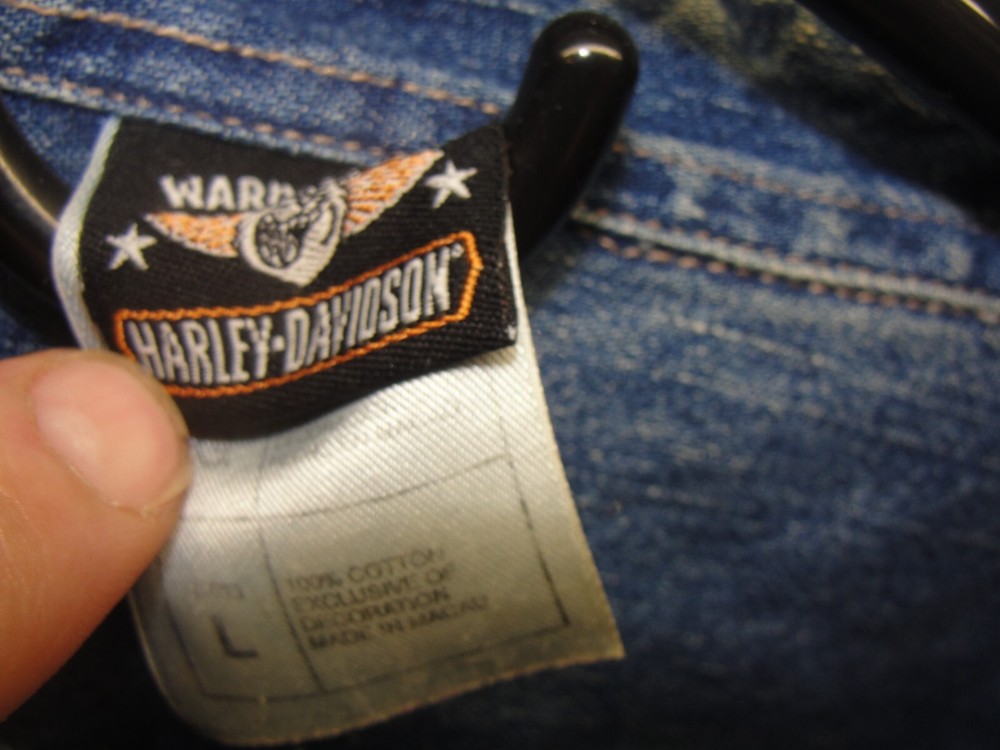 HARLEY-DAVIDSON®
L
100% COTTON
EXCLUSIVE OF
DECORATION
MADE IN MACAU